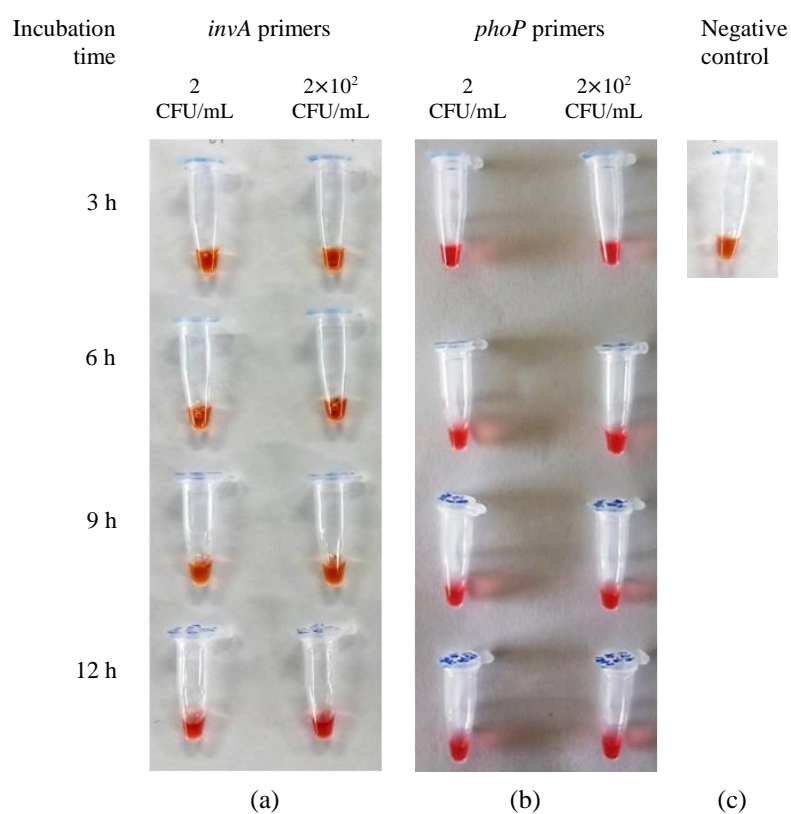 Incubation time
invA primers
phoP primers
Negative control
2 CFU/mL
2×10² CFU/mL
2 CFU/mL
2×10² CFU/mL
3 h
6 h
9 h
12 h
(a)
(b)
(c)